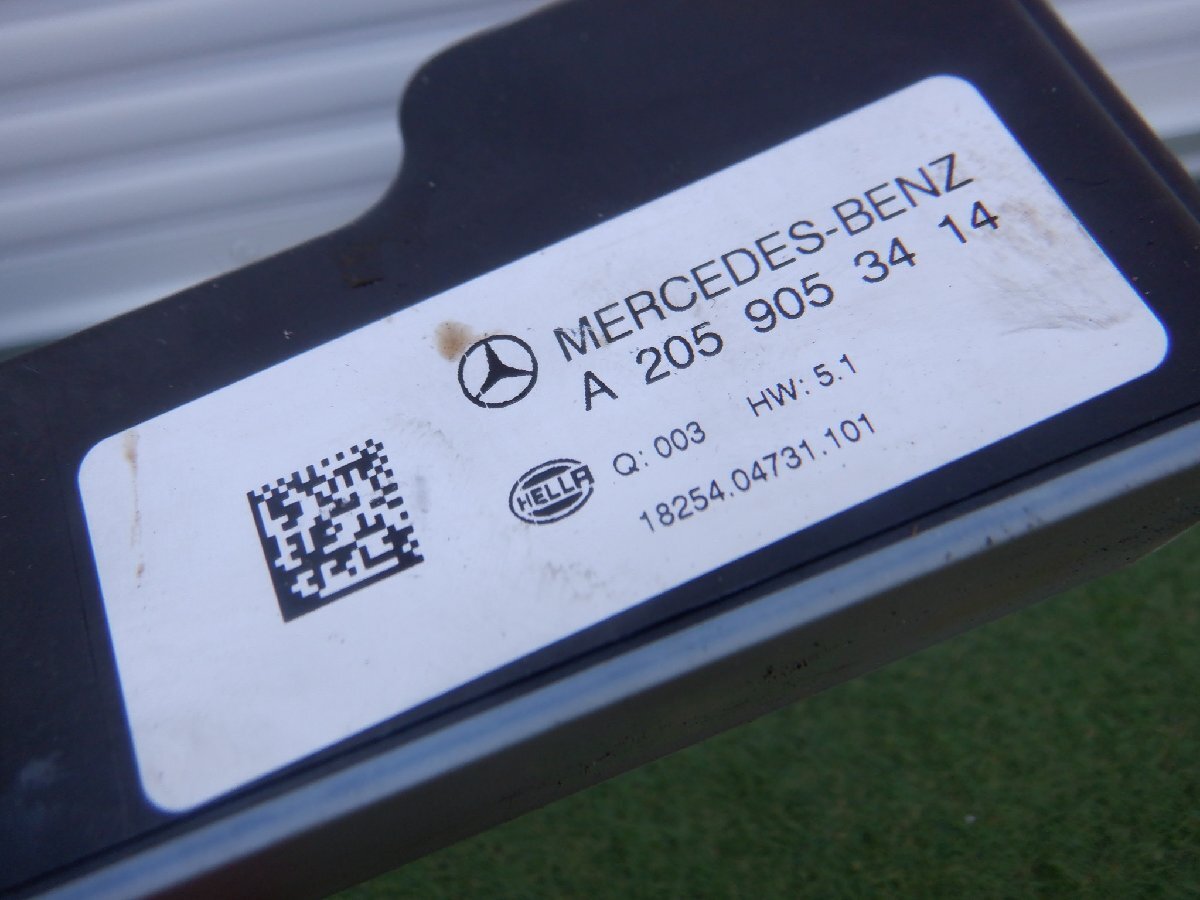 MERCEDES-BENZ
A 205 905 34 14
HELLA Q: 003 HW: 5.1
18254.04731.101